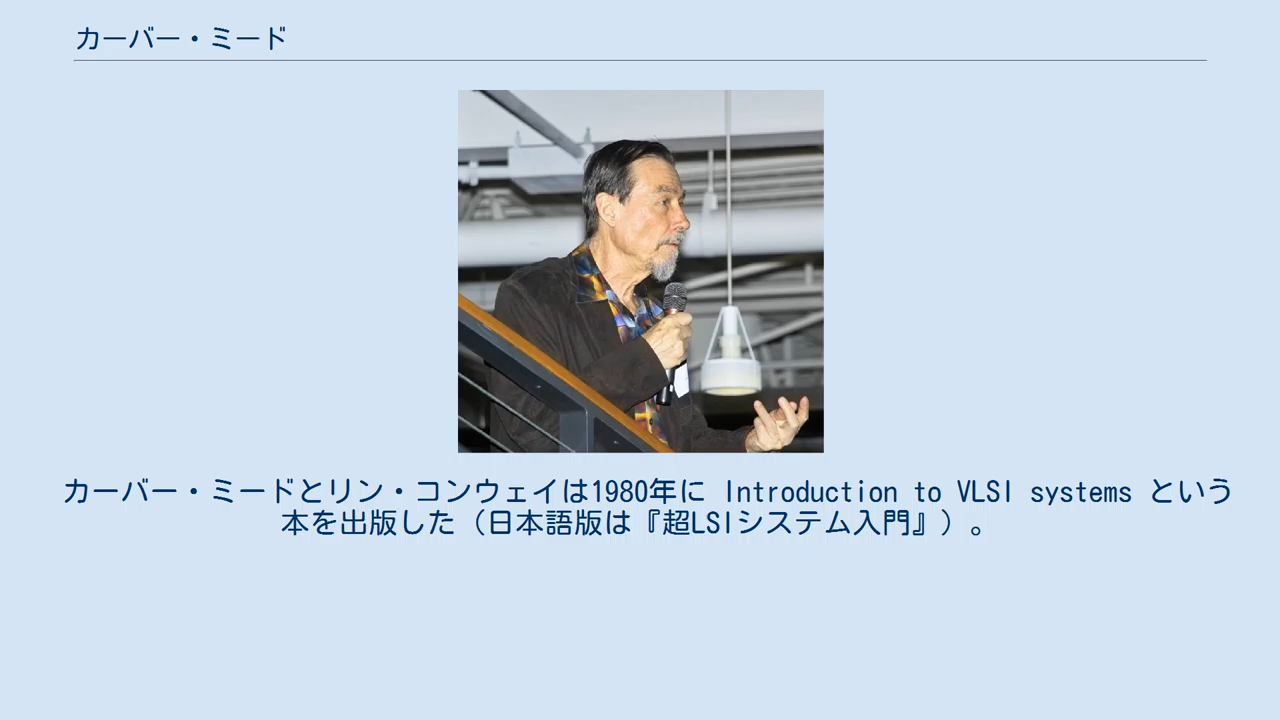 カーバー・ミード
カーバー・ミードとリン・コンウェイは1980年に Introduction to VLSI systems という
本を出版した（日本語版は『超LSIシステム入門』）。